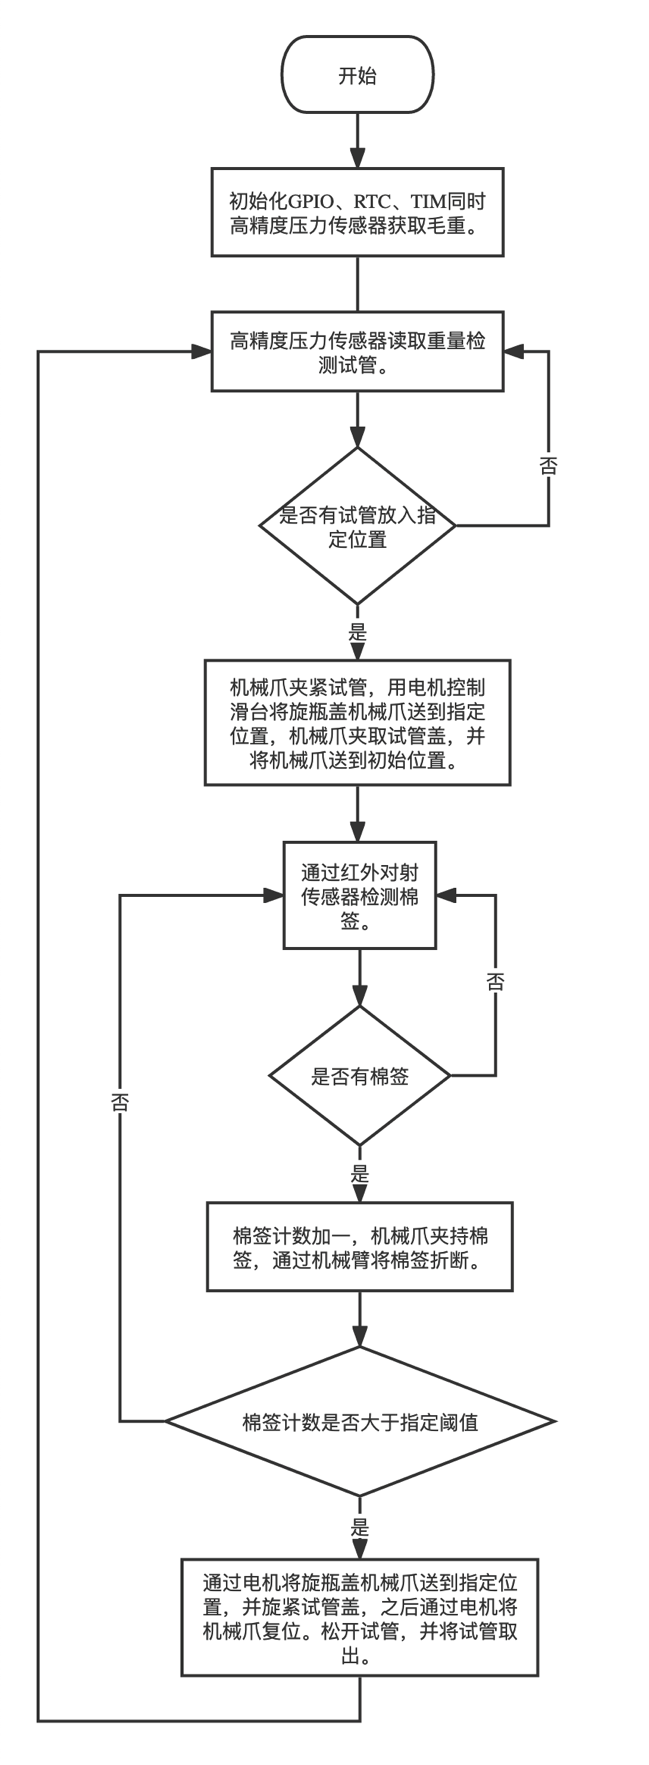 开始
初始化GPIO、RTC、TIM同时
高精度压力传感器获取毛重。
高精度压力传感器读取重量检
测试管。
否
是否有试管放入指
定位置
是
机械爪夹紧试管，用电机控制
滑台将旋瓶盖机械爪送到指定
位置，机械爪夹取试管盖，并
将机械爪送到初始位置。
通过红外对射
传感器检测棉
签。
否
是否有棉签
否
是
棉签计数加一，机械爪夹持棉
签，通过机械臂将棉签折断。
棉签计数是否大于指定阈值
是
通过电机将旋瓶盖机械爪送到指定位
置，并旋紧试管盖，之后通过电机将
机械爪复位。松开试管，并将试管取
出。